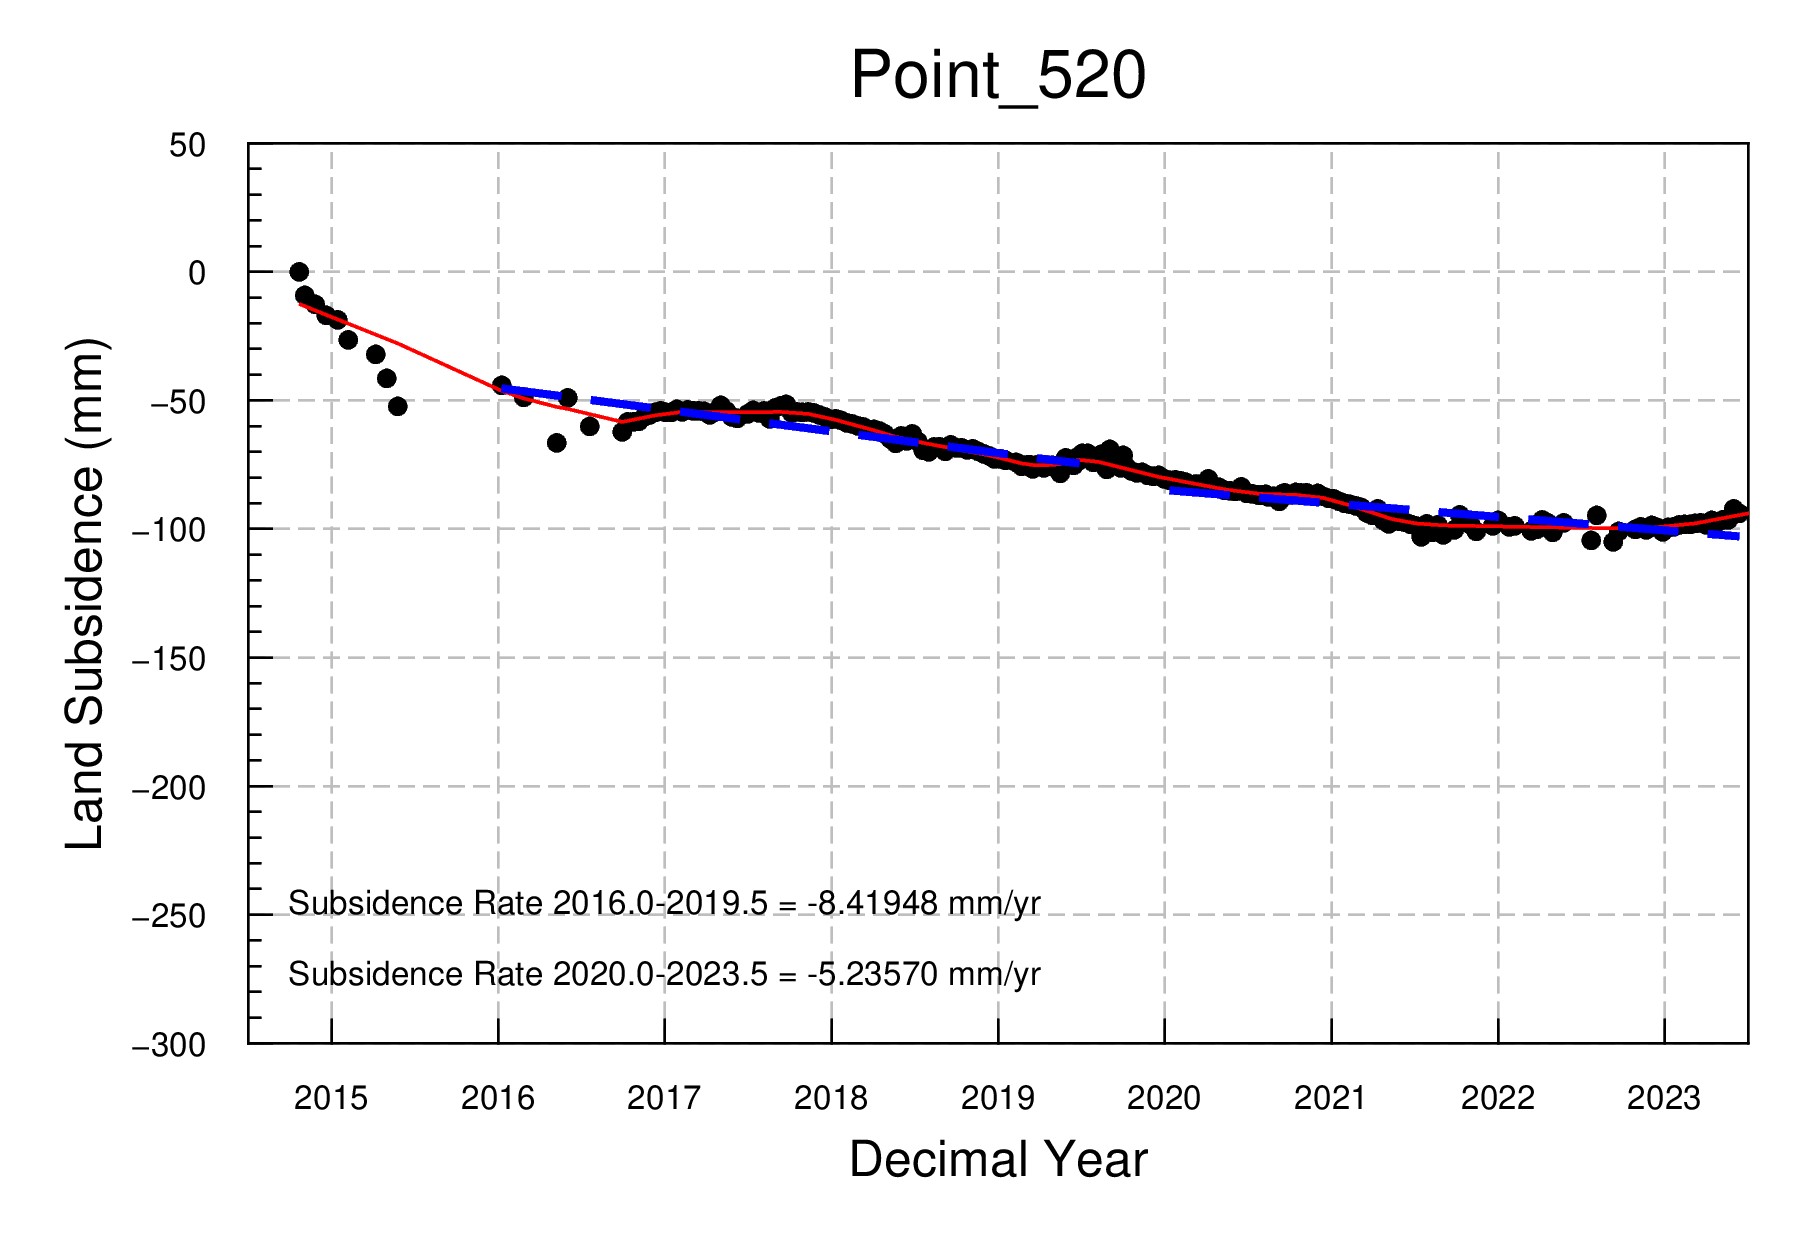 Point_520
50
0
−50
−100
−150
−200
−250
−300
Land Subsidence (mm)
Subsidence Rate 2016.0-2019.5 = -8.41948 mm/yr
Subsidence Rate 2020.0-2023.5 = -5.23570 mm/yr
2015 2016 2017 2018 2019 2020 2021 2022 2023
Decimal Year